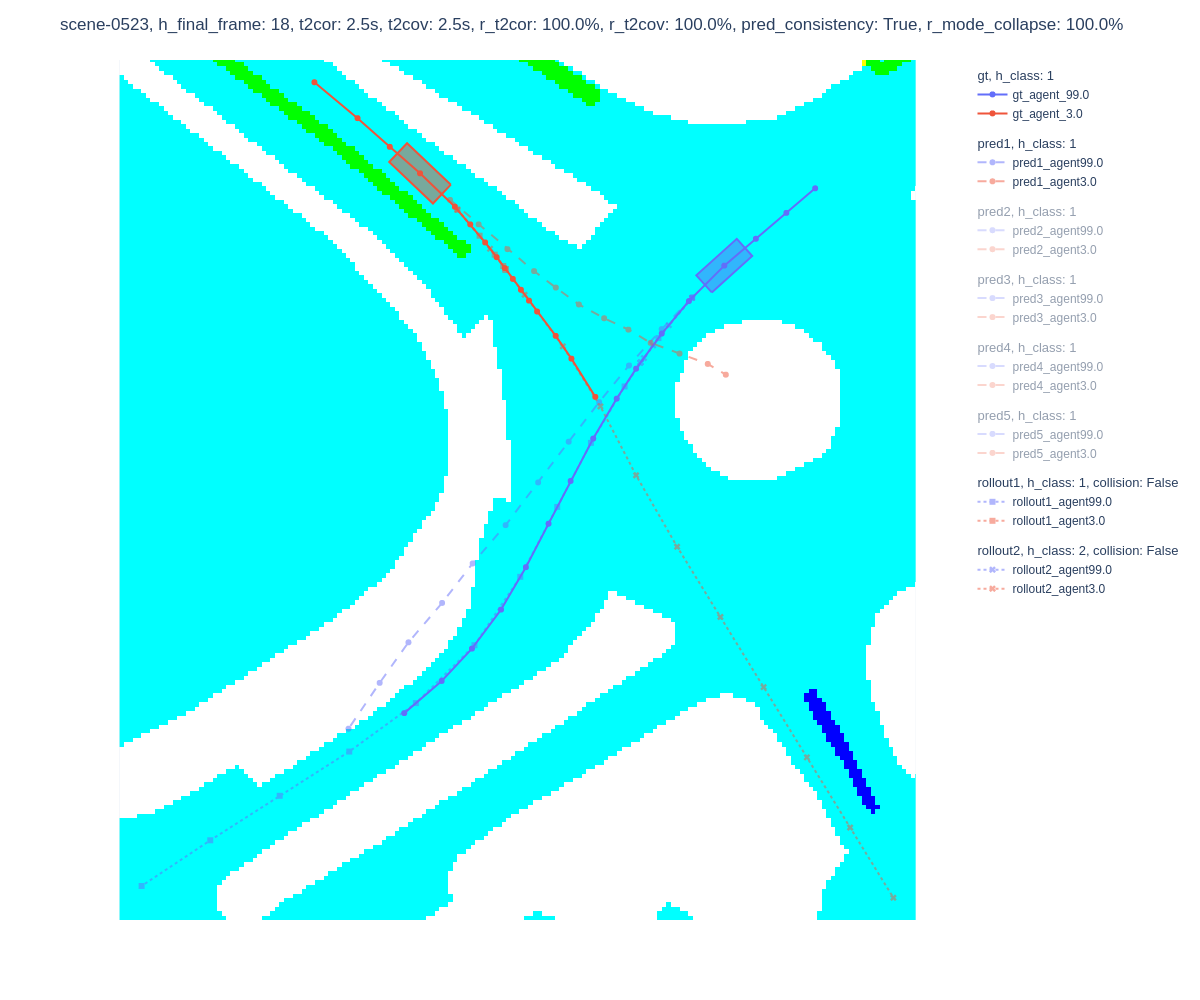 scene-0523, h_final_frame: 18, t2cor: 2.5s, t2cov: 2.5s, r_t2cor: 100.0%, r_t2cov: 100.0%, pred_consistency: True, r_mode_collapse: 100.0%
gt, h_class: 1
gt_agent_99.0
gt_agent_3.0
pred1, h_class: 1
pred1_agent99.0
pred1_agent3.0
pred2, h_class: 1
pred2_agent99.0
pred2_agent3.0
pred3, h_class: 1
pred3_agent99.0
pred3_agent3.0
pred4, h_class: 1
pred4_agent99.0
pred4_agent3.0
pred5, h_class: 1
pred5_agent99.0
pred5_agent3.0
rollout1, h_class: 1, collision: False
rollout1_agent99.0
rollout1_agent3.0
rollout2, h_class: 2, collision: False
rollout2_agent99.0
rollout2_agent3.0